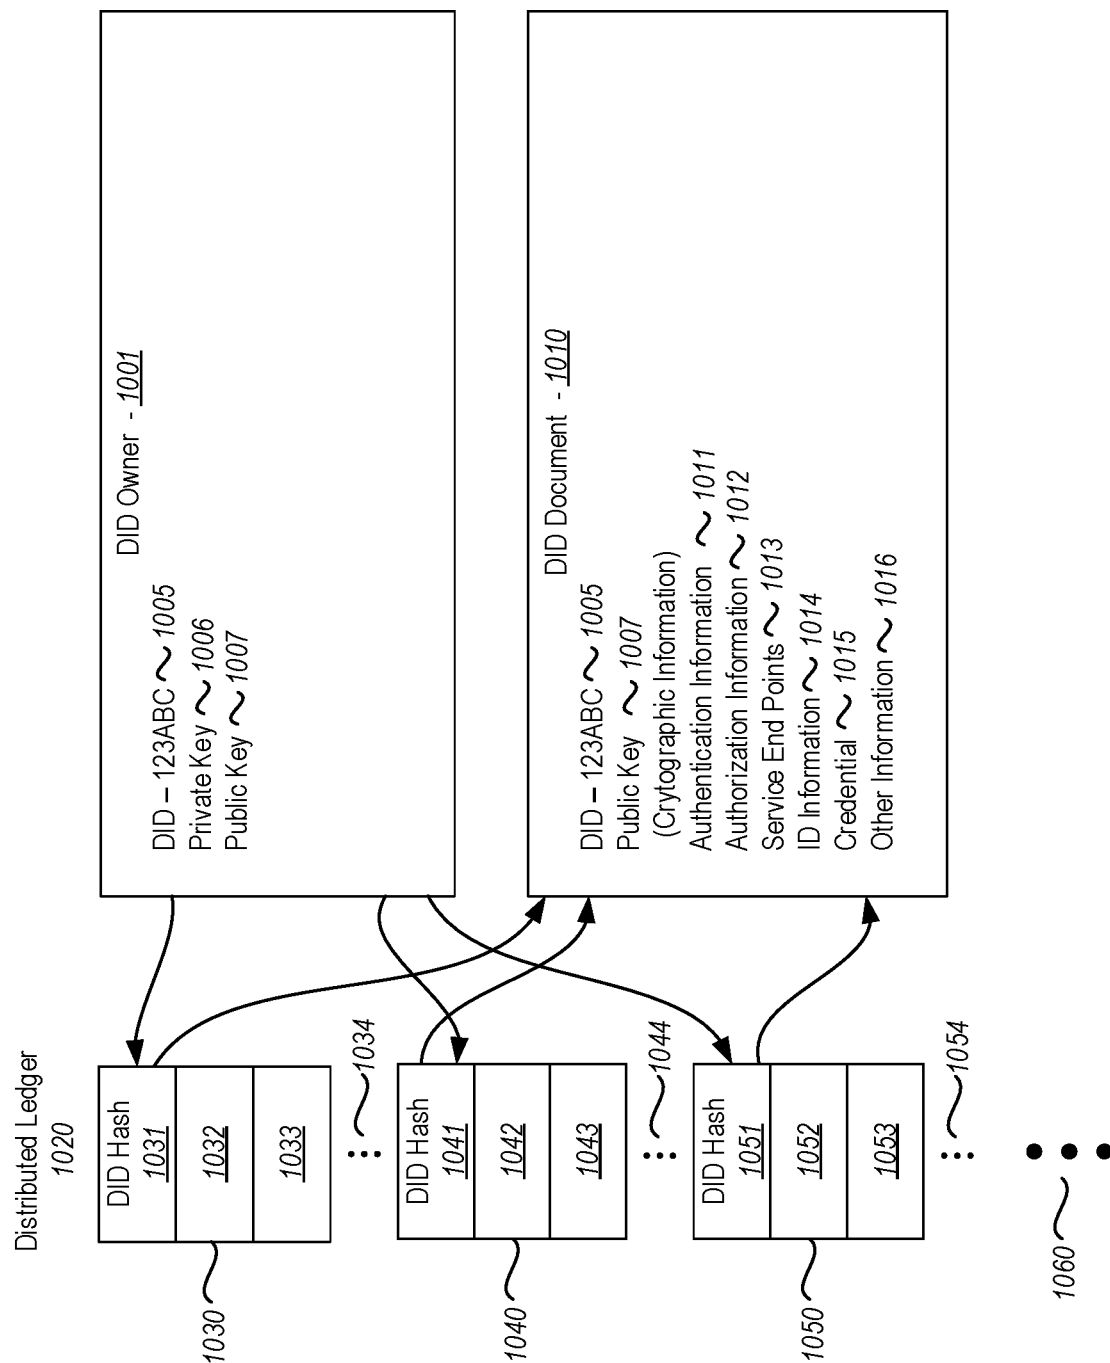 Distributed Ledger
1020
DID Hash
1031
1032
1033
1034
1030
DID Hash
1041
1042
1043
1044
1040
DID Hash
1051
1052
1053
1054
1050
1060
DID Owner - 1001
DID – 123ABC 1005
Private Key 1006
Public Key 1007
DID Document - 1010
DID – 123ABC 1005
Public Key 1007
(Crytographic Information)
Authentication Information 1011
Authorization Information 1012
Service End Points 1013
ID Information 1014
Credential 1015
Other Information 1016